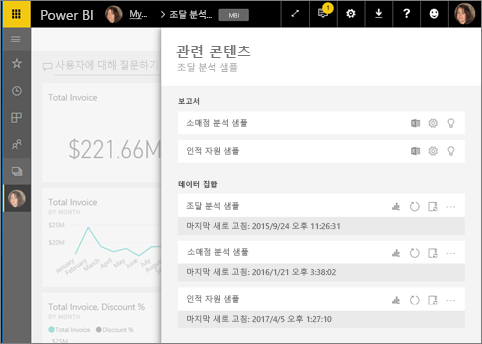 Power BI
My...
> 조달 분석...
MBI
1
사용자에 대해 질문하기
Total Invoice
$221.66M
Total Invoice
BY MONTH
$25M
$20M
January
February
March
April
May
June
July
August
Total Invoice, Discount %
BY MONTH
Total Invoice Discount %
$25M
관련 콘텐츠
조달 분석 샘플
보고서
소매점 분석 샘플
인적 자원 샘플
데이터 집합
조달 분석 샘플
마지막 새로 고침: 2015/9/24 오후 11:26:31
소매점 분석 샘플
마지막 새로 고침: 2016/1/21 오후 3:38:02
인적 자원 샘플
마지막 새로 고침: 2017/4/5 오후 1:27:10